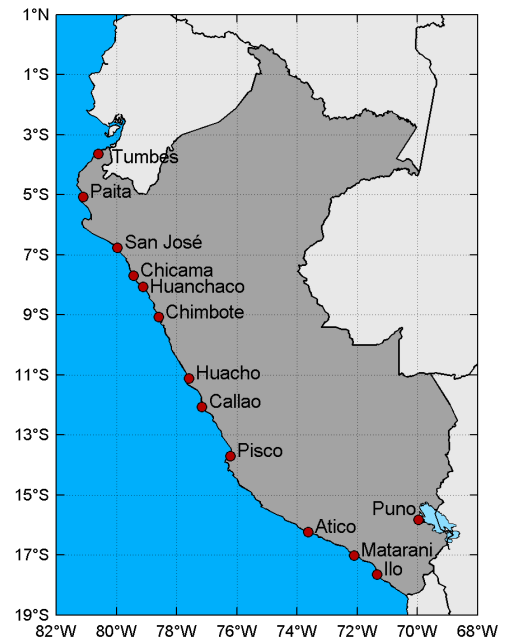 1°N
1°S
3°S
Tumbes
5°S
Paita
San José
7°S
Chicama
Huanchaco
9°S
Chimbote
11°S
Huacho
Callao
13°S
Pisco
15°S
Puno
Atico
17°S
Matarani
Ilo
19°S
82°W 80°W 78°W 76°W 74°W 72°W 70°W 68°W